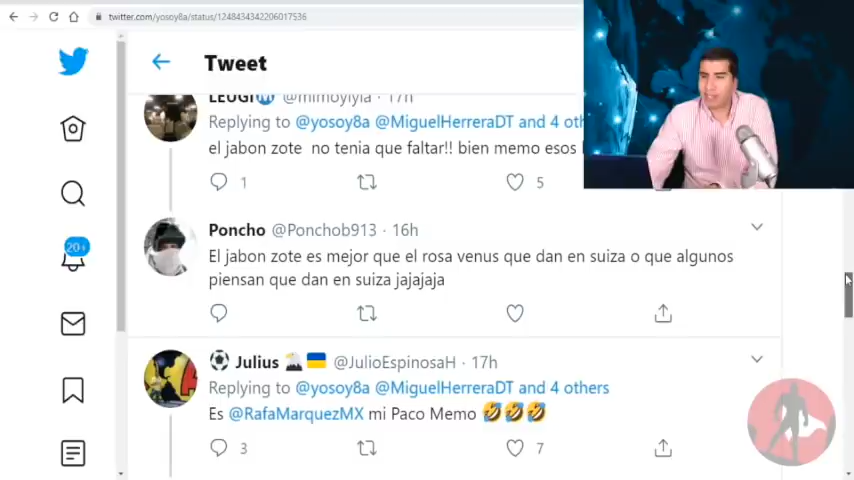 twitter.com/yosoy8a/status/1248434342206017536
Tweet
LEUGI @mimoylyla · 17h
Replying to @yosoy8a @MiguelHerreraDT and 4 oth
el jabon zote no tenia que faltar!! bien memo esos
1 5
Poncho @Ponchob913 · 16h
El jabon zote es mejor que el rosa venus que dan en suiza o que algunos
piensan que dan en suiza jajajaja
20+
Julius @JulioEspinosaH · 17h
Replying to @yosoy8a @MiguelHerreraDT and 4 others
Es @RafaMarquezMX mi Paco Memo 🤣🤣🤣
3 7